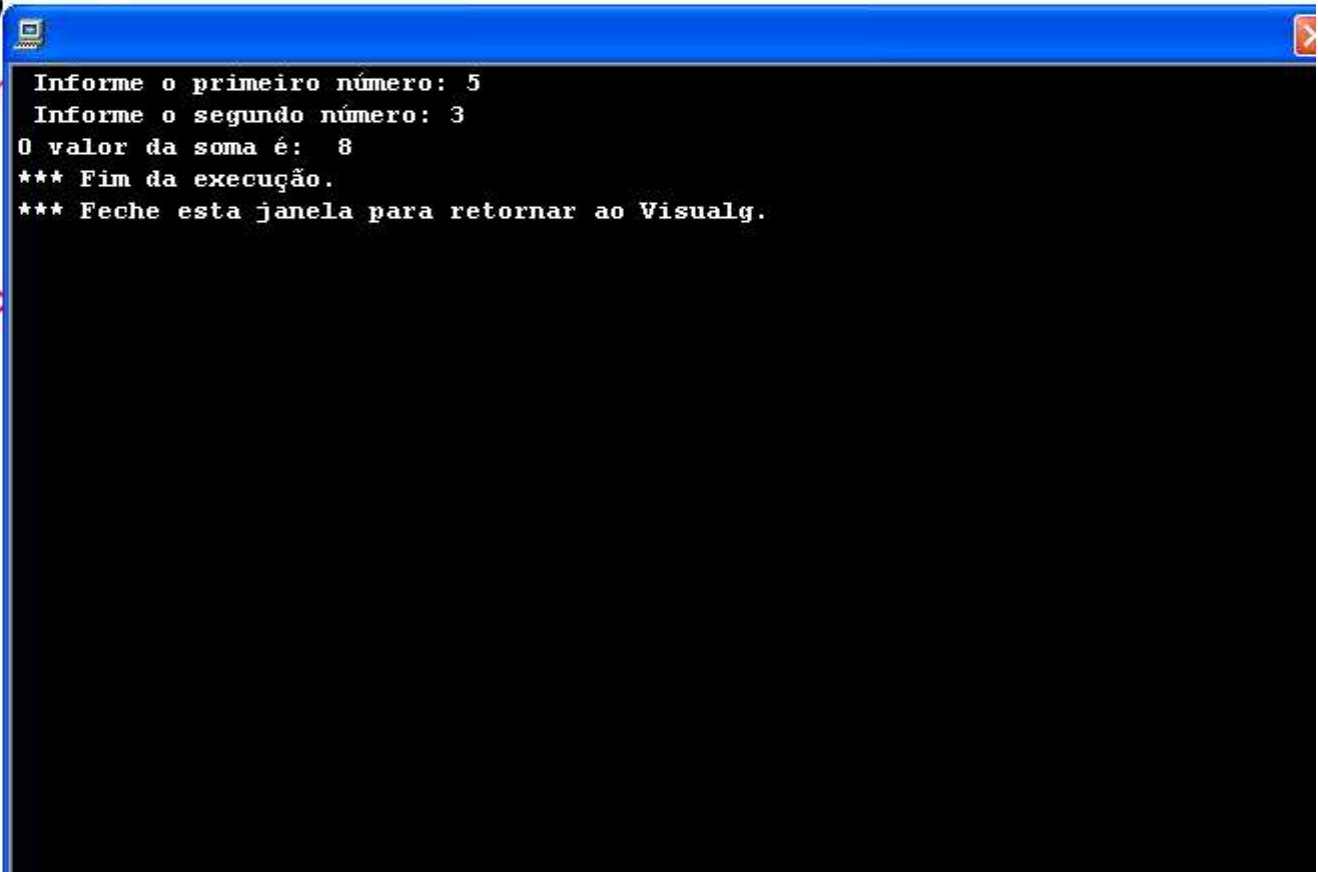 Informe o primeiro número: 5
Informe o segundo número: 3
O valor da soma é:  8
*** Fim da execução.
*** Feche esta janela para retornar ao Visualg.